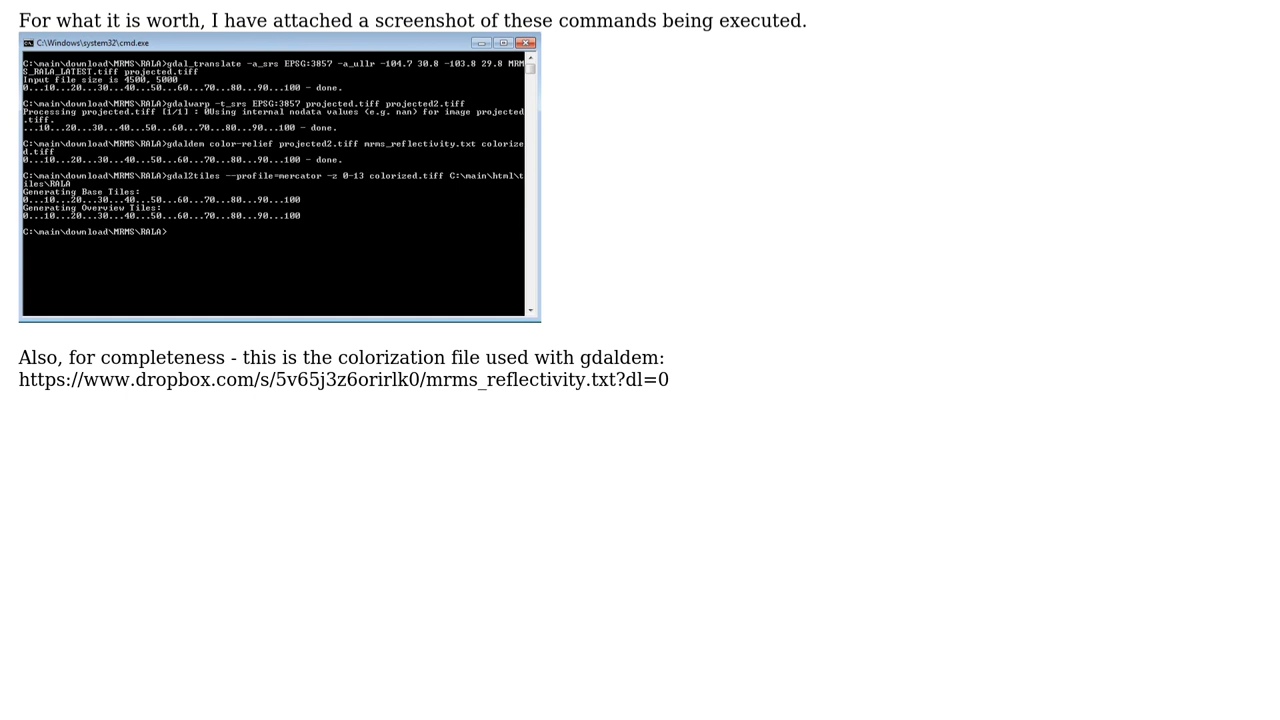 For what it is worth, I have attached a screenshot of these commands being executed.
C:\Windows\system32\cmd.exe
C:\main\download\MRMS\RALA>gdal_translate -a_srs EPSG:3857 -a_ullr -104.7 30.8 -103.8 29.8 MRM
S_RALA_LATEST.tiff projected.tiff
Input file size is 4500, 5000
0...10...20...30...40...50...60...70...80...90...100 - done.
C:\main\download\MRMS\RALA>gdalwarp -t_srs EPSG:3857 projected.tiff projected2.tiff
Processing projected.tiff [1/1] : 0Using internal nodata values (e.g. nan) for image projected
.tiff.
...10...20...30...40...50...60...70...80...90...100 - done.
C:\main\download\MRMS\RALA>gdaldem color-relief projected2.tiff mrms_reflectivity.txt colorize
d.tiff
0...10...20...30...40...50...60...70...80...90...100 - done.
C:\main\download\MRMS\RALA>gdal2tiles --profile=mercator -z 0-13 colorized.tiff C:\main\html\t
iles\RALA
Generating Base Tiles:
0...10...20...30...40...50...60...70...80...90...100
Generating Overview Tiles:
0...10...20...30...40...50...60...70...80...90...100
C:\main\download\MRMS\RALA>
Also, for completeness - this is the colorization file used with gdaldem:
https://www.dropbox.com/s/5v65j3z6orirlk0/mrms_reflectivity.txt?dl=0